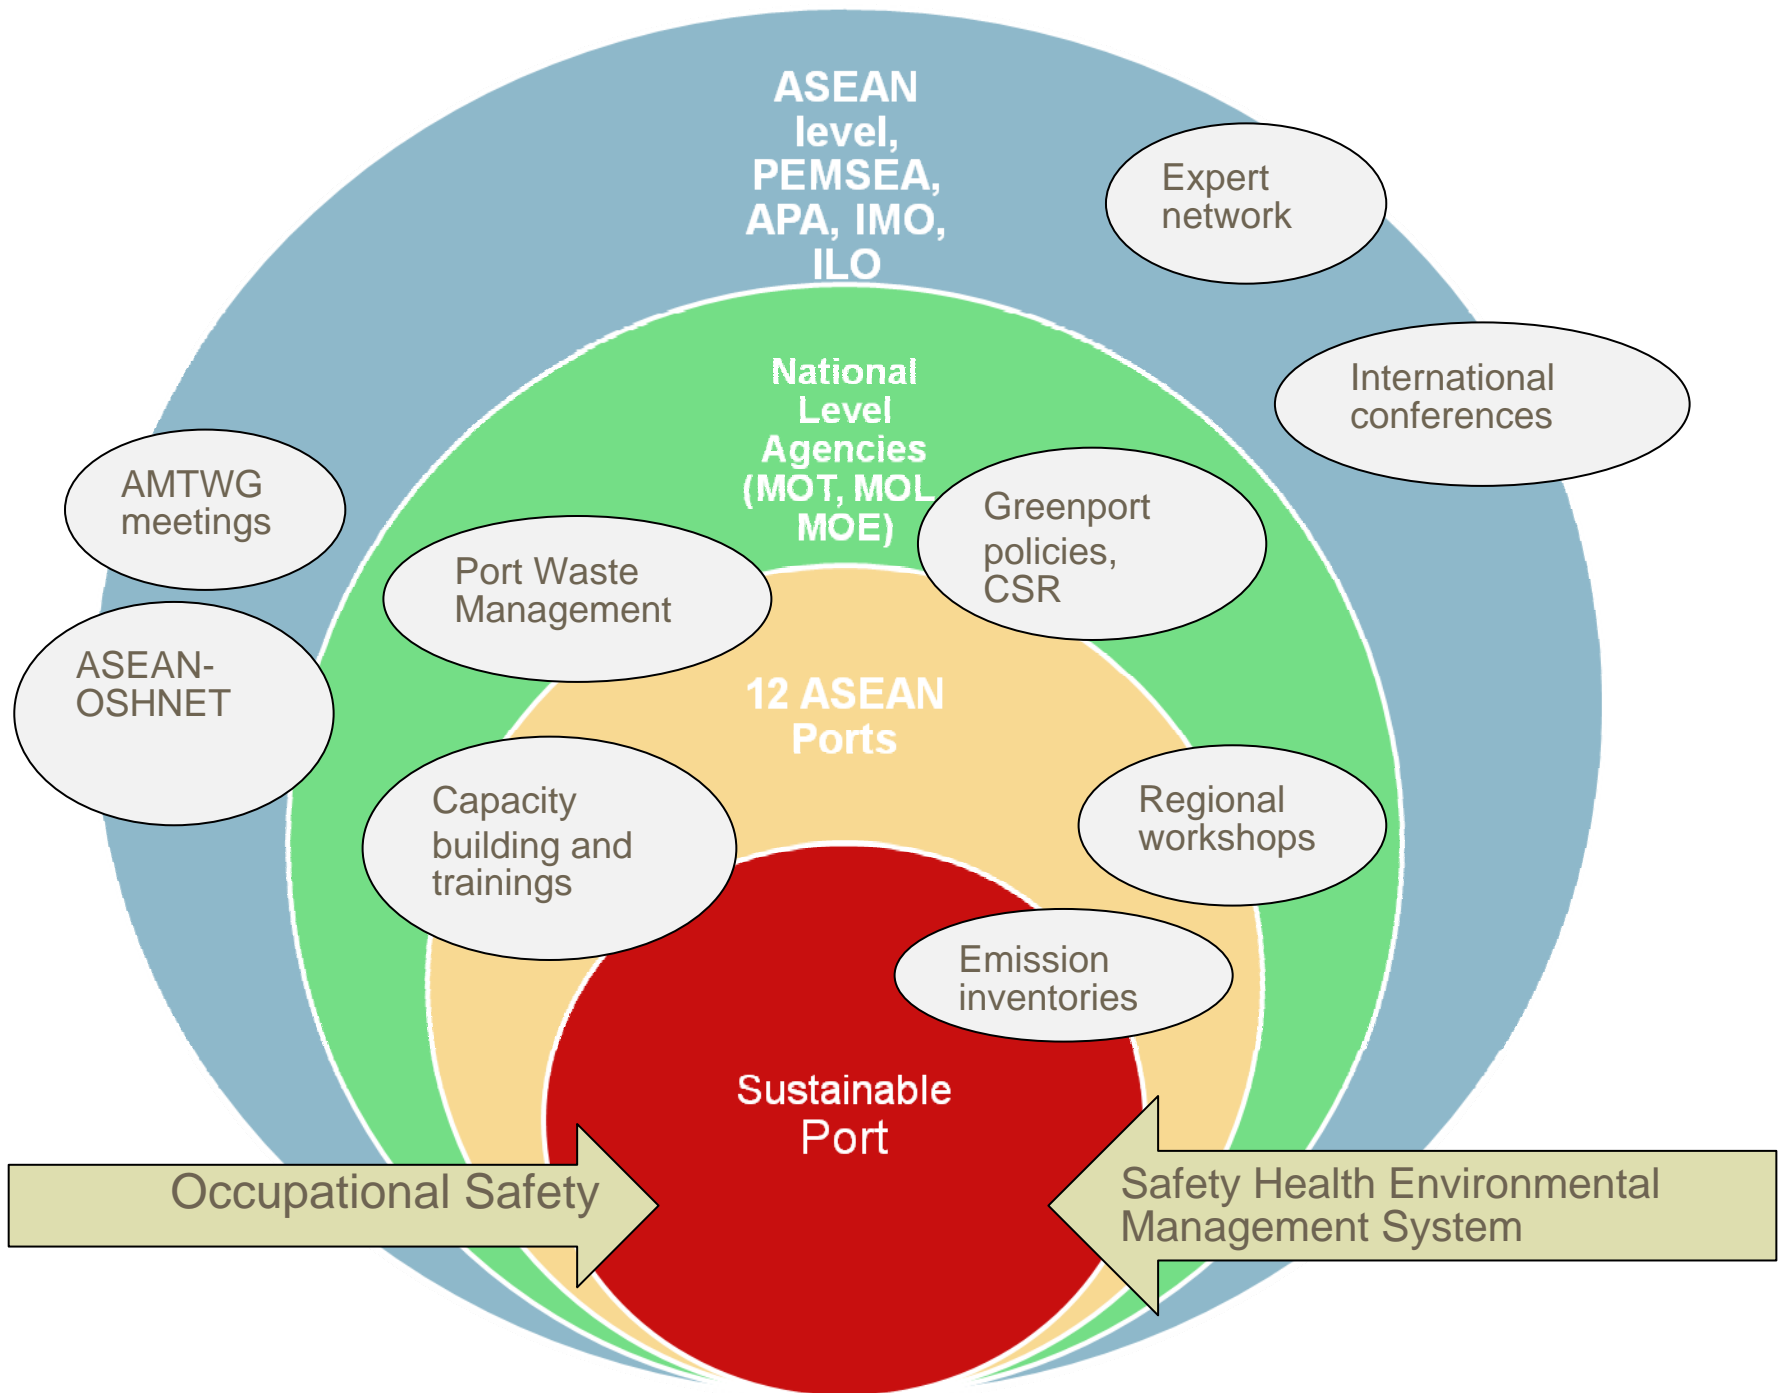 ASEAN
level,
PEMSEA,
APA, IMO,
ILO
Expert
network
International
conferences
National
Level
Agencies
(MOT, MOL
MOE)
AMTWG
meetings
Greenport
policies,
CSR
Port Waste
Management
ASEAN-
OSHNET
12 ASEAN
Ports
Capacity
building and
trainings
Regional
workshops
Emission
inventories
Sustainable
Port
Occupational Safety
Safety Health Environmental
Management System